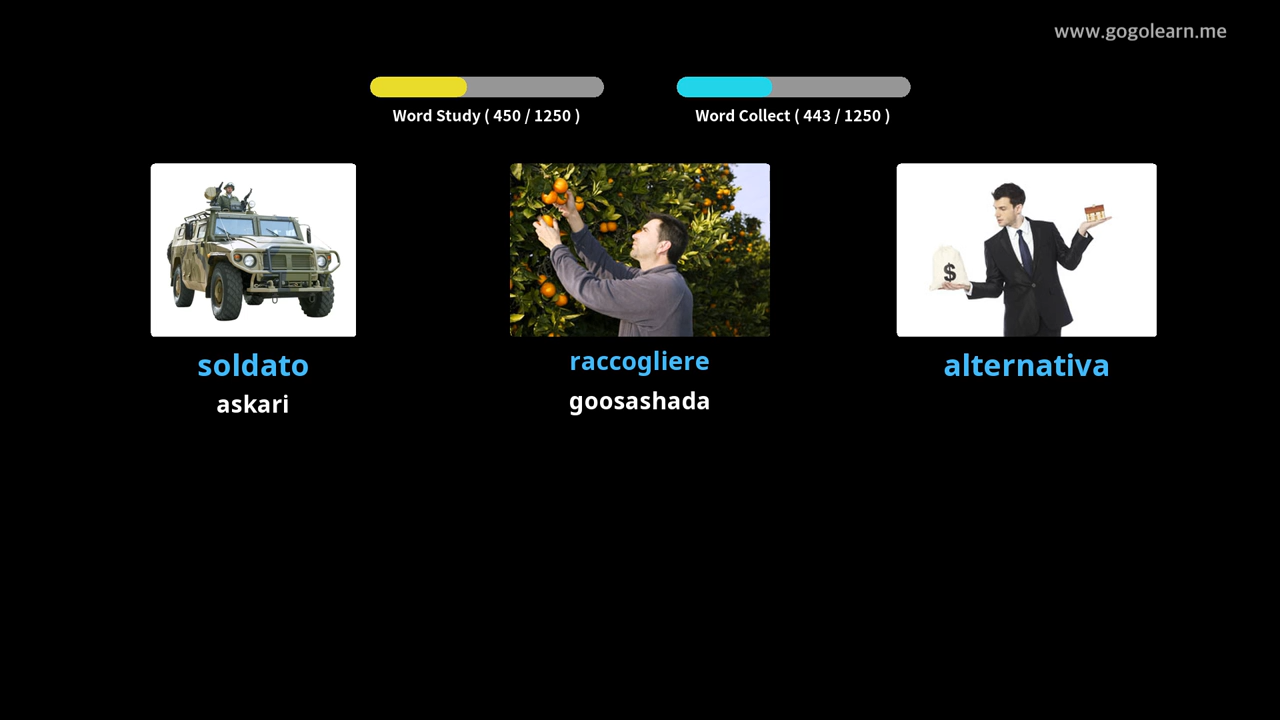 www.gogolearn.me
Word Study ( 450 / 1250 )
Word Collect ( 443 / 1250 )
$
soldato
askari
raccogliere
goosashada
alternativa